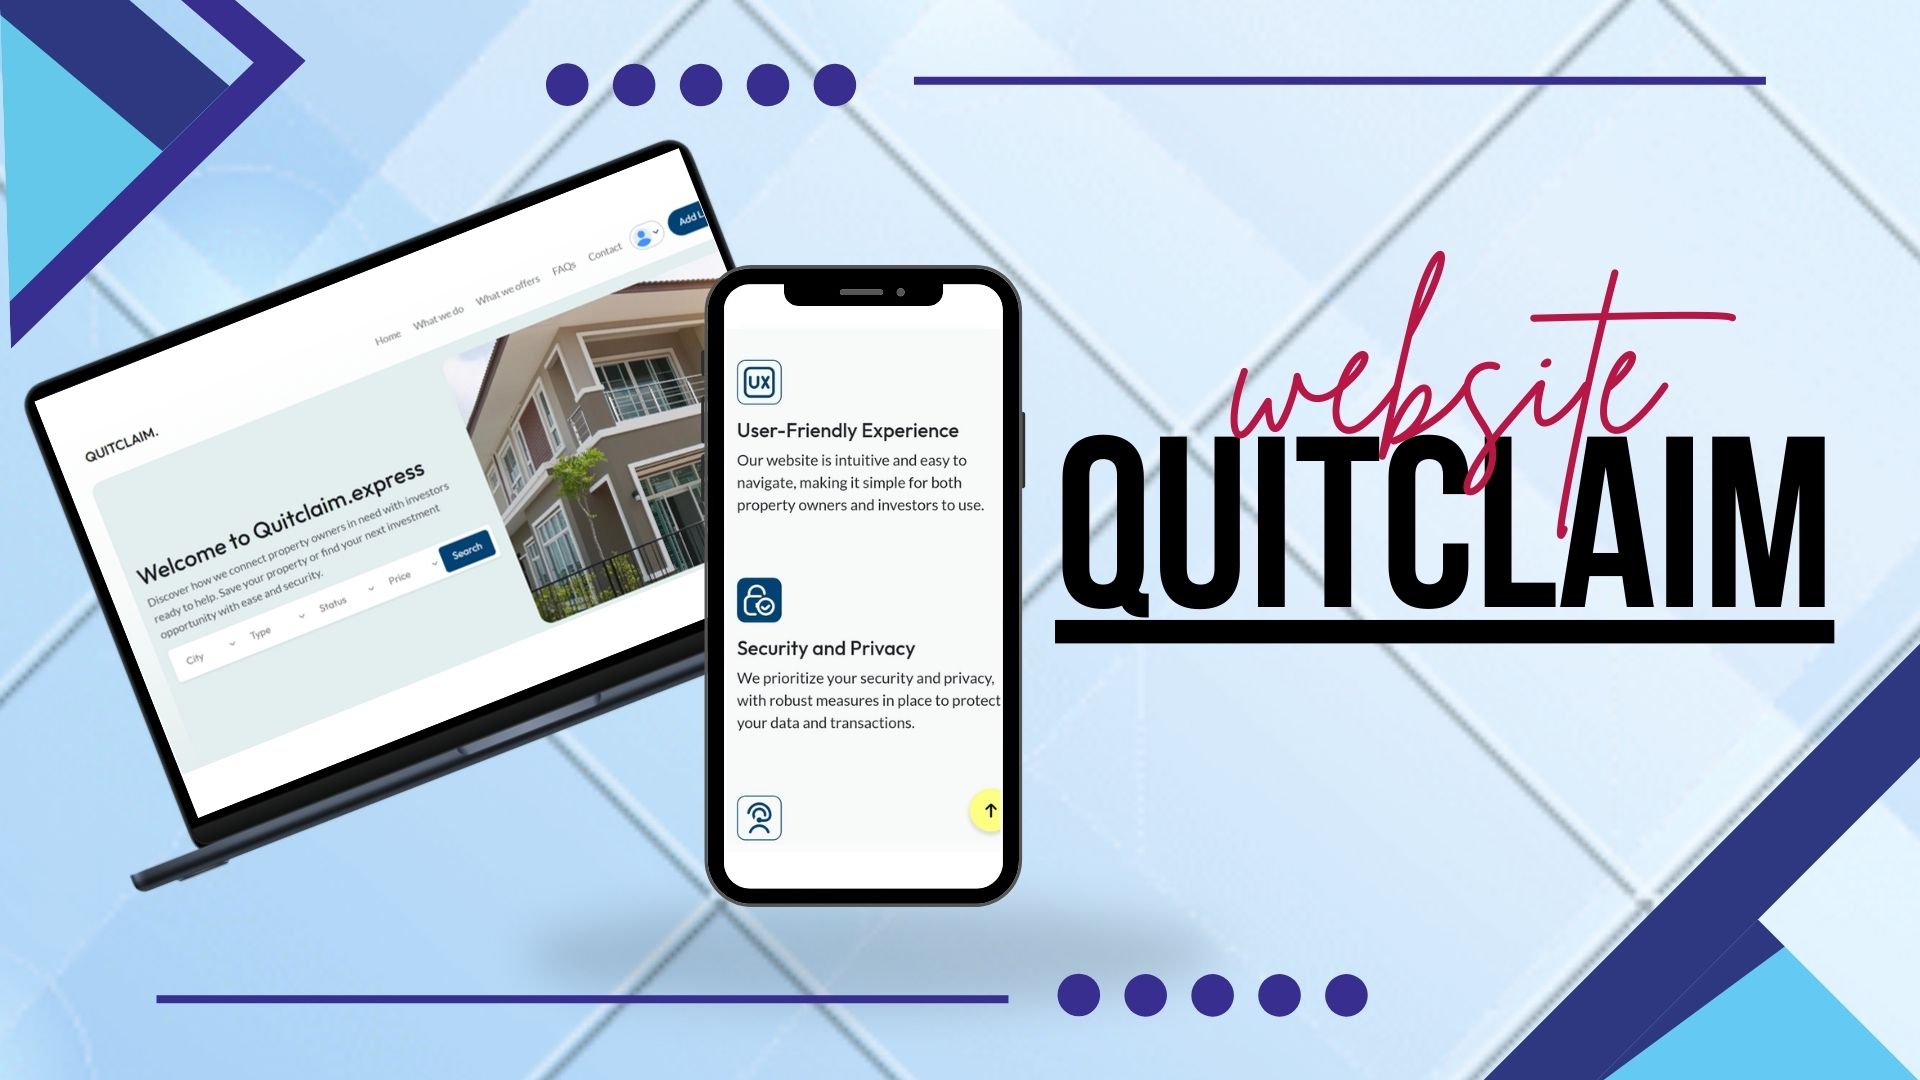 Home What we do What we offers FAQs Contact Add L
QUITCLAIM.
Welcome to Quitclaim.express
Discover how we connect property owners in need with investors
ready to help. Save your property or find your next investment
opportunity with ease and security.
City Type Status Price Search
UX
User-Friendly Experience
Our website is intuitive and easy to
navigate, making it simple for both
property owners and investors to use.
Security and Privacy
We prioritize your security and privacy,
with robust measures in place to protect
your data and transactions.
website
QUITCLAIM